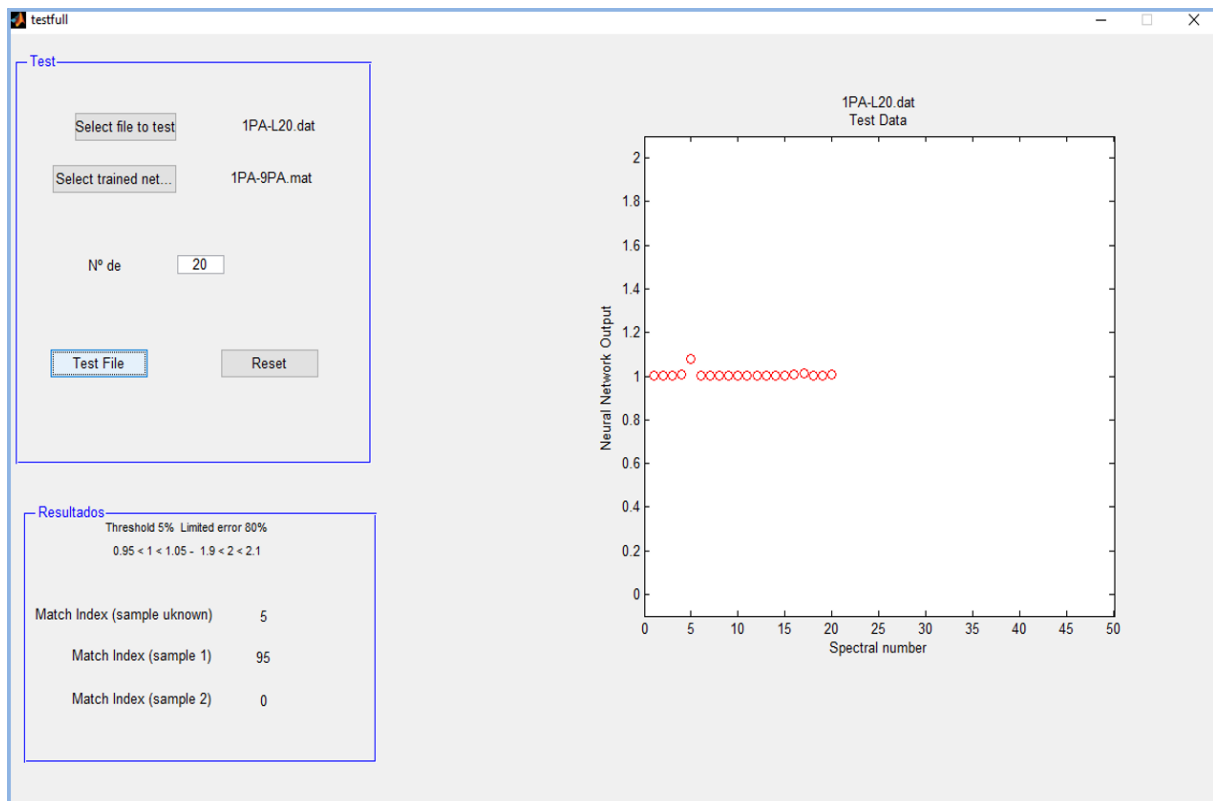 testfull
Test
Select file to test
1PA-L20.dat
Select trained net...
1PA-9PA.mat
Nº de
20
Test File
Reset
Resultados
Threshold 5% Limited error 80%
0.95 < 1 < 1.05 - 1.9 < 2 < 2.1
Match Index (sample uknown)
5
Match Index (sample 1)
95
Match Index (sample 2)
0
1PA-L20.dat
Test Data
Neural Network Output
2
1.8
1.6
1.4
1.2
1
0.8
0.6
0.4
0.2
0
0 5 10 15 20 25 30 35 40 45 50
Spectral number